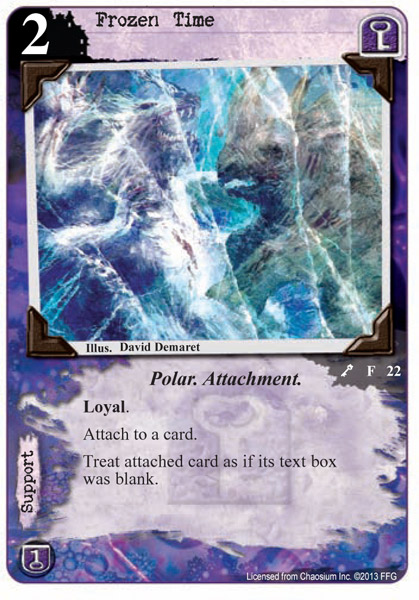 2
Frozen Time
Illus. David Demaret
F 22
Polar. Attachment.
Loyal.
Attach to a card.
Treat attached card as if its text box
was blank.
Support
1
Licensed from Chaosium Inc. ©2013 FFG